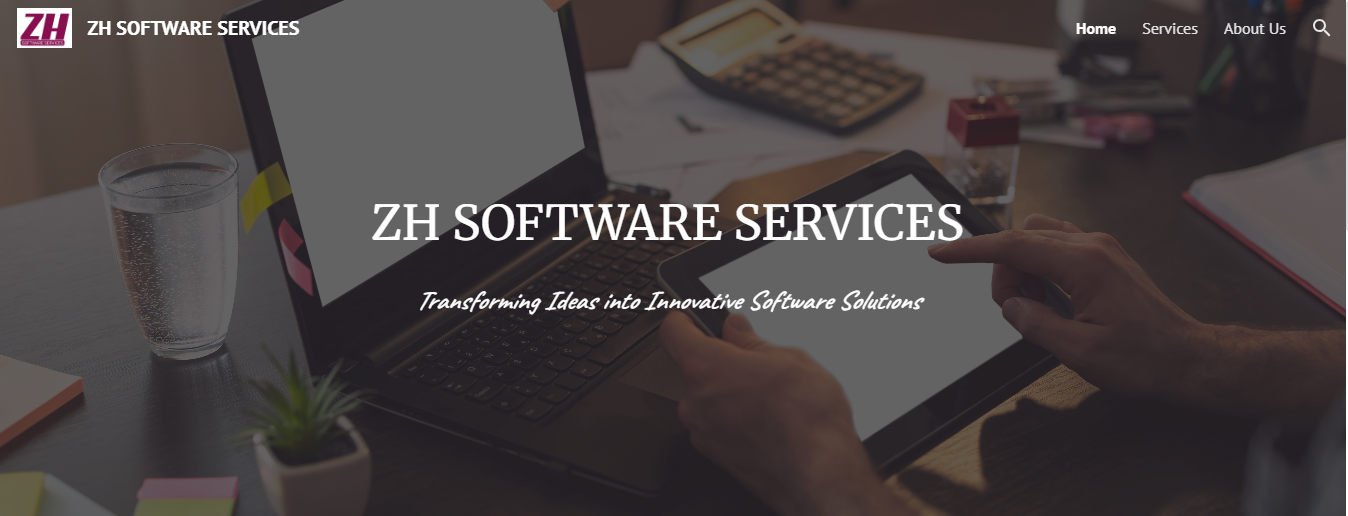 ZH
SOFTWARE SERVICES
ZH SOFTWARE SERVICES
Home
Services
About Us
ZH SOFTWARE SERVICES
Transforming Ideas into Innovative Software Solutions